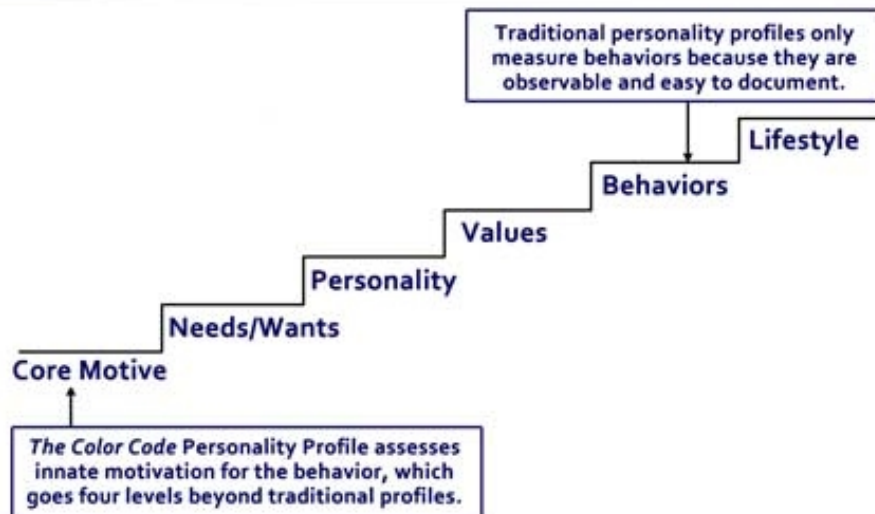 Traditional personality profiles only
measure behaviors because they are
observable and easy to document.
Lifestyle
Behaviors
Values
Personality
Needs/Wants
Core Motive
The Color Code Personality Profile assesses
innate motivation for the behavior, which
goes four levels beyond traditional profiles.